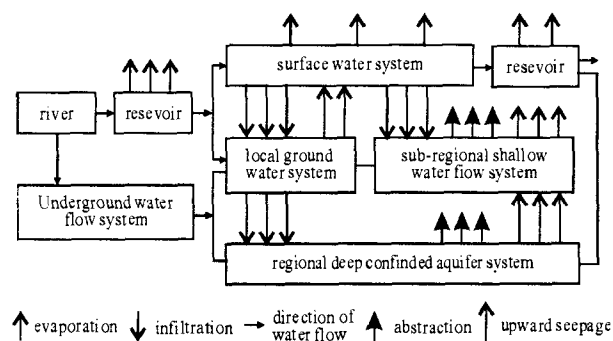 surface water system
resevoir
river
resevoir
local ground
water system
sub-regional shallow
water flow system
Underground water
flow system
regional deep confinded aquifer system
evaporation
infiltration
direction of
water flow
abstraction
upward seepage